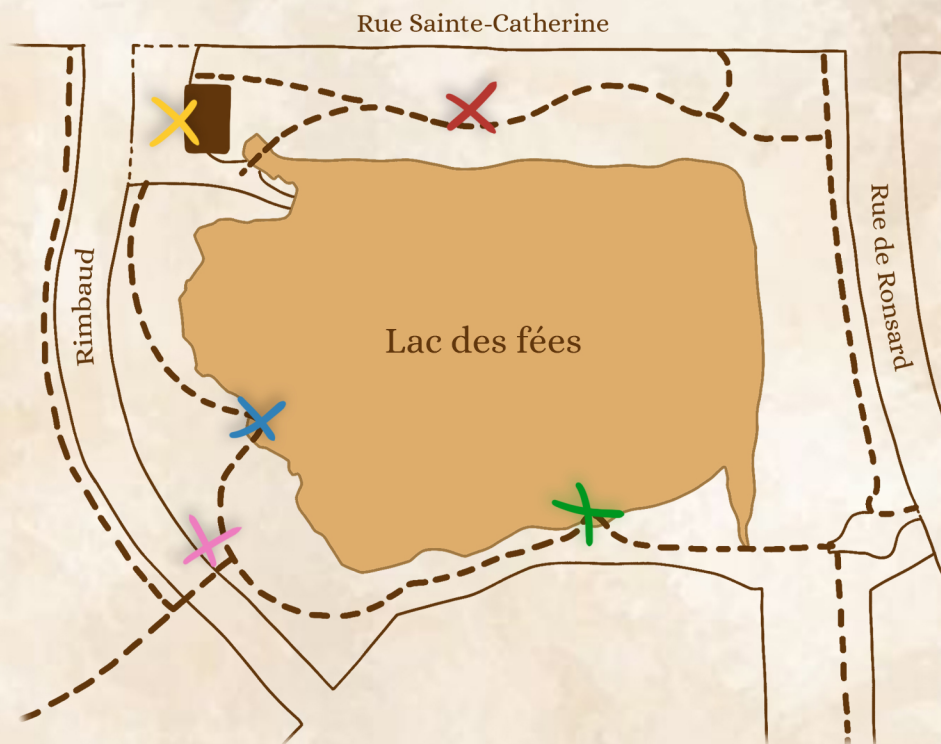 Rue Sainte-Catherine
Rimbaud
Lac des fées
Rue de Ronsard